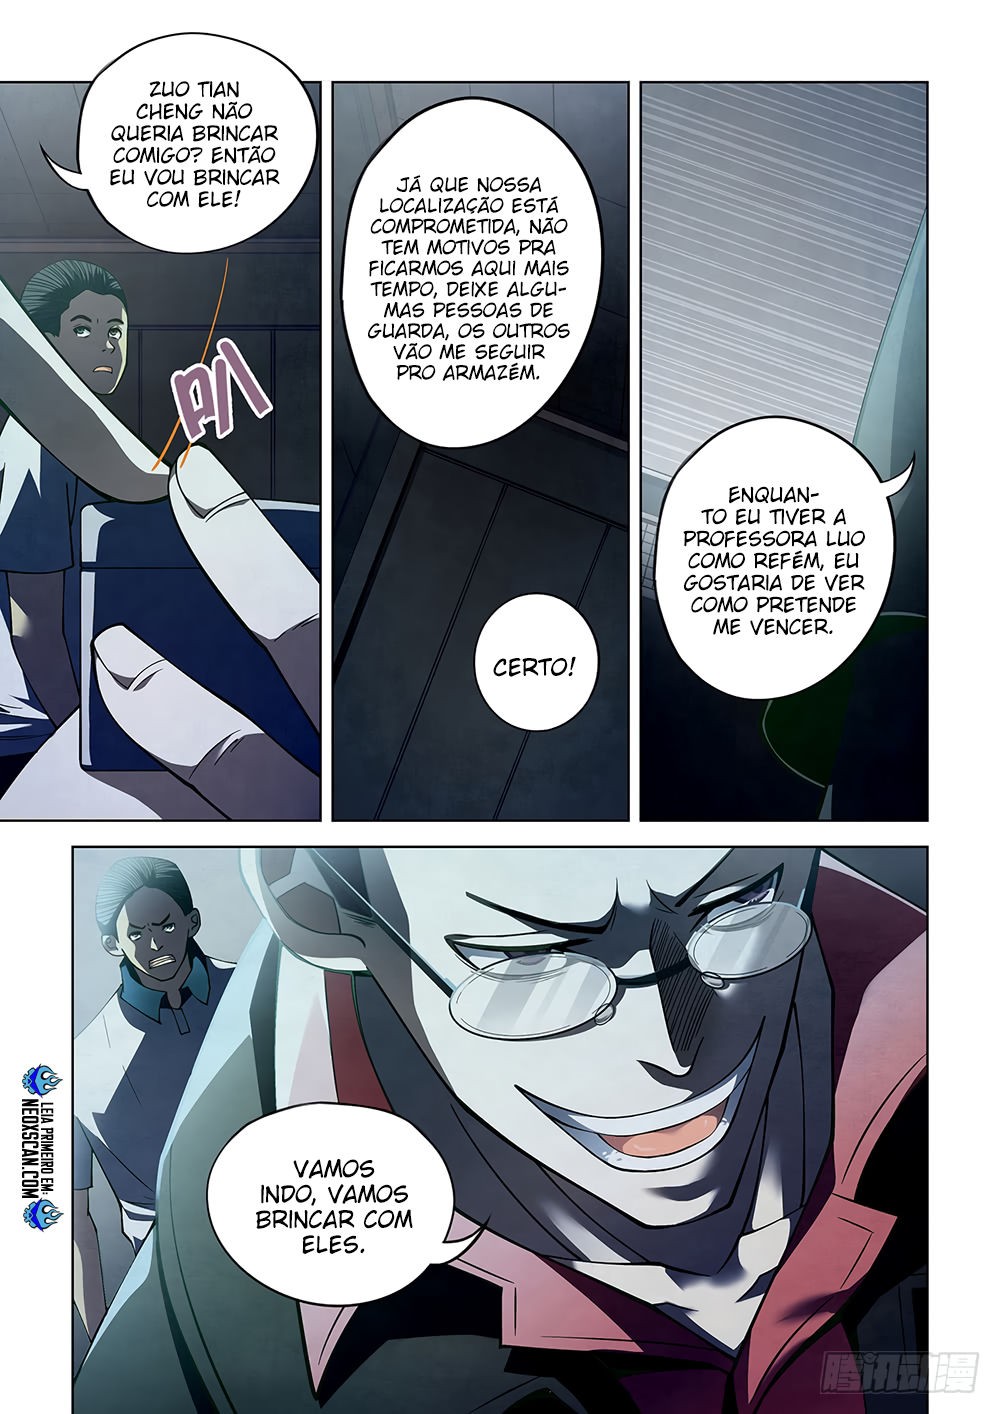 ZUO TIAN
CHENG NÃO
QUERIA BRINCAR
COMIGO? ENTÃO
EU VOU BRINCAR
COM ELE!
叭
JÁ QUE NOSSA
LOCALIZAÇÃO ESTÁ
COMPROMETIDA, NÃO
TEM MOTIVOS PRA
FICARMOS AQUI MAIS
TEMPO, DEIXE ALGU-
MAS PESSOAS DE
GUARDA, OS OUTROS
VÃO ME SEGUIR
PRO ARMAZÉM.
CERTO!
ENQUAN-
TO EU TIVER A
PROFESSORA LUO
COMO REFÉM, EU
GOSTARIA DE VER
COMO PRETENDE
ME VENCER.
VAMOS
INDO, VAMOS
BRINCAR COM
ELES.
LEIA PRIMEIRO EM:
NEOXSCAN.COM
腾讯动漫